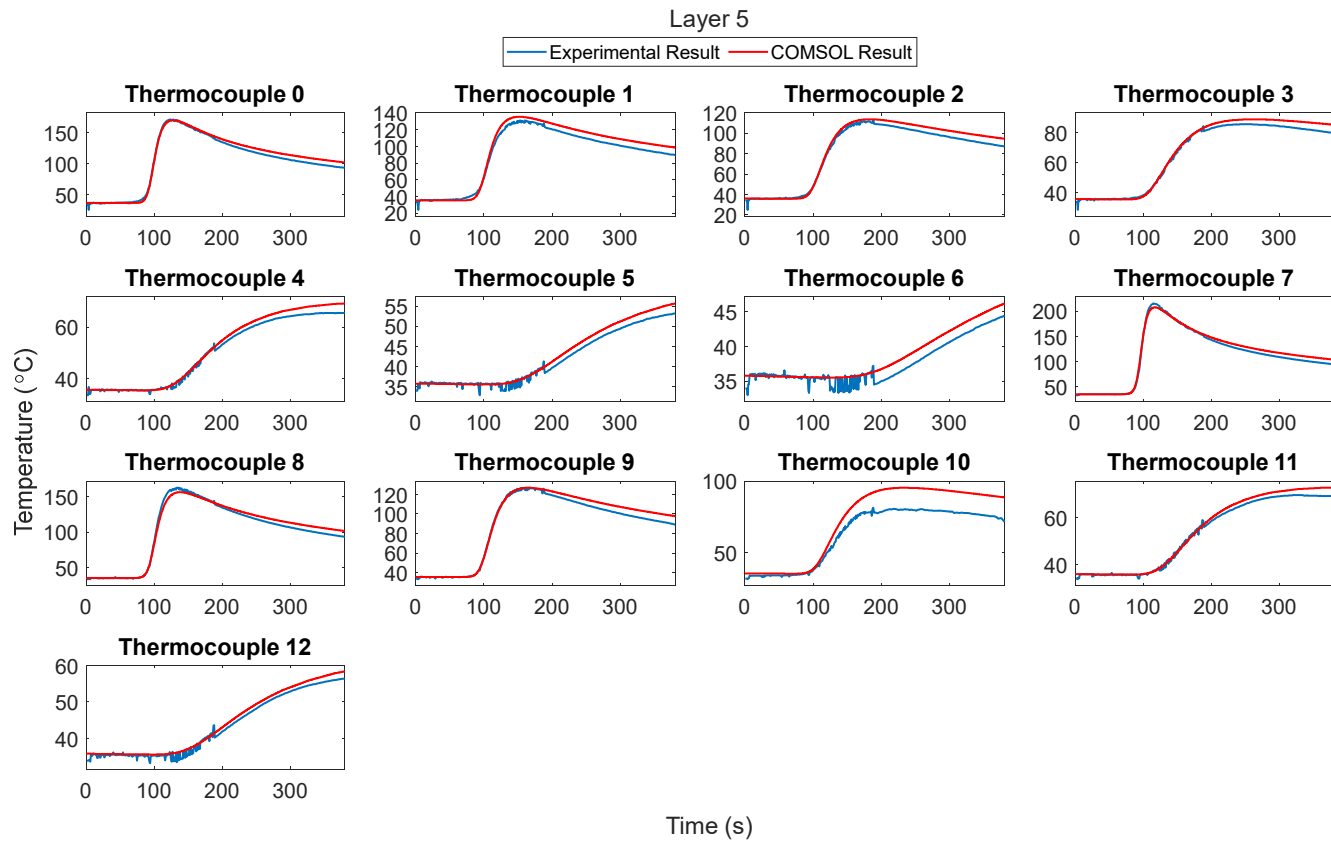 Layer 5
Experimental Result COMSOL Result
Thermocouple 0 Thermocouple 1 Thermocouple 2 Thermocouple 3
150
100
50
0 100 200 300
140
120
100
80
60
40
20
0 100 200 300
120
100
80
60
40
20
0 100 200 300
80
60
40
0 100 200 300
Thermocouple 4 Thermocouple 5 Thermocouple 6 Thermocouple 7
60
40
0 100 200 300
55
50
45
40
35
0 100 200 300
45
40
35
0 100 200 300
200
150
100
50
0 100 200 300
Temperature (°C)
Thermocouple 8 Thermocouple 9 Thermocouple 10 Thermocouple 11
150
100
50
0 100 200 300
120
100
80
60
40
0 100 200 300
100
50
0 100 200 300
60
40
0 100 200 300
Thermocouple 12
60
50
40
0 100 200 300
Time (s)